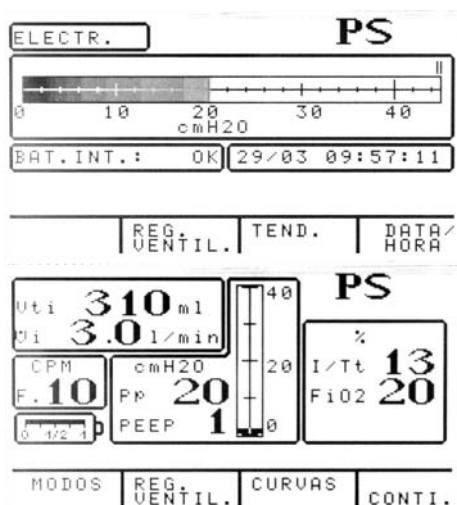 ELECTR. PS
0 10 20 30 40
cmH2O
BAT.INT.: OK 29/03 09:57:11
REG. VENTIL. TEND. DATA/ HORA
PS
Vti 310 ml
Vi 3.0 l/min
CPM
F. 10
0 1/2 1
cmH2O
Pp 20
PEEP 1
40
20
0
%
I/Tt 13
FiO2 20
MODOS REG. VENTIL. CURVAS CONTI.